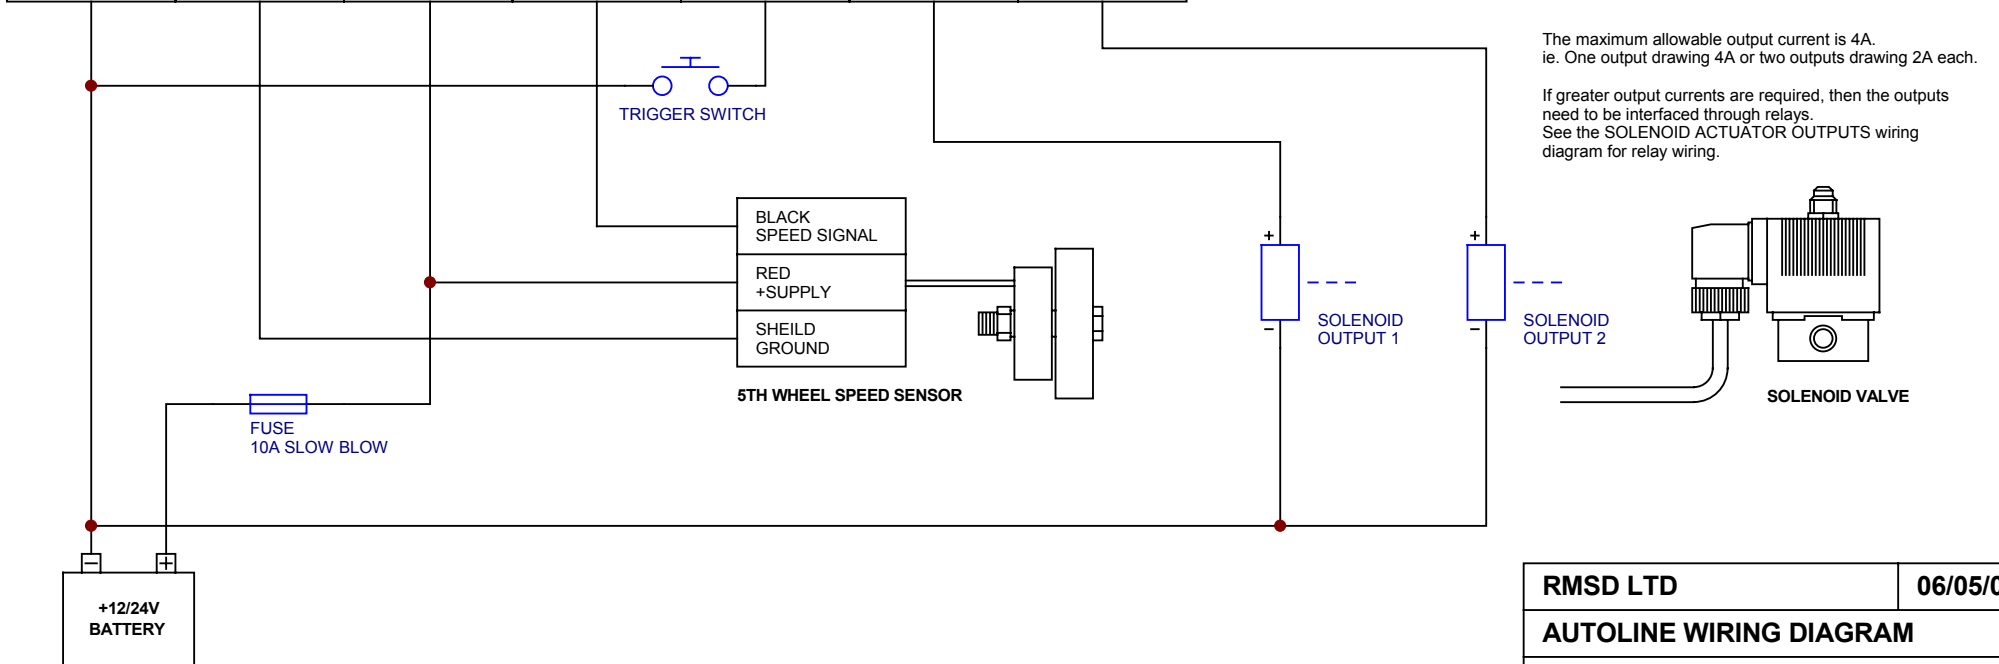 The maximum allowable output current is 4A.
ie. One output drawing 4A or two outputs drawing 2A each.
If greater output currents are required, then the outputs
need to be interfaced through relays.
See the SOLENOID ACTUATOR OUTPUTS wiring
diagram for relay wiring.
TRIGGER SWITCH
BLACK
SPEED SIGNAL
RED
+SUPPLY
SHEILD
GROUND
5TH WHEEL SPEED SENSOR
+
−
SOLENOID
OUTPUT 1
+
−
SOLENOID
OUTPUT 2
SOLENOID VALVE
FUSE
10A SLOW BLOW
− +
+12/24V
BATTERY
RMSD LTD
06/05/0
AUTOLINE WIRING DIAGRAM